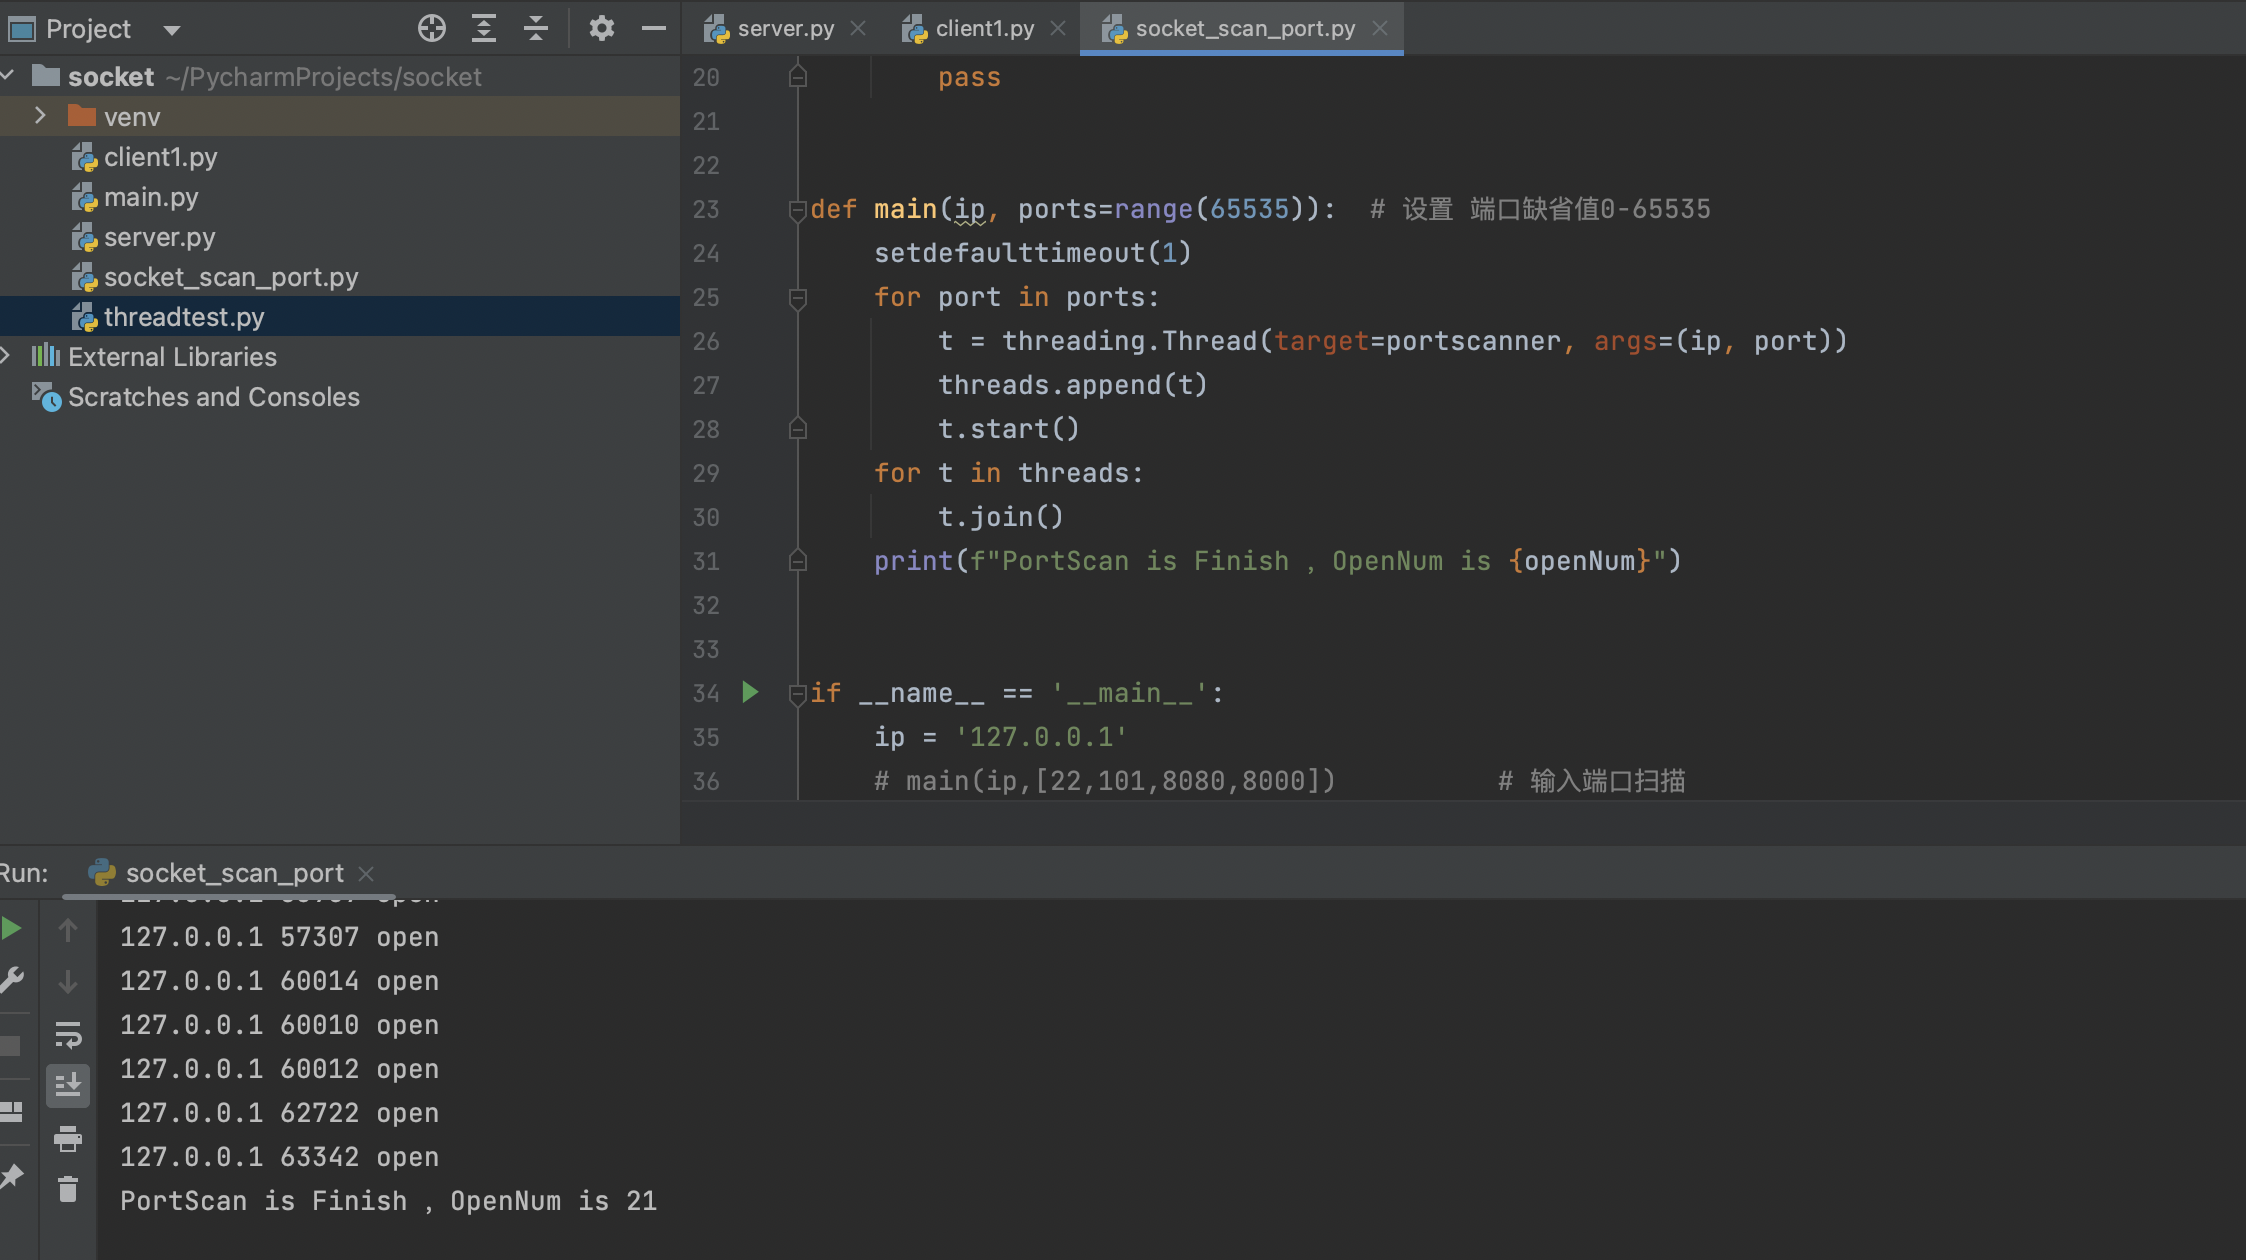 Project
server.py
client1.py
socket_scan_port.py
socket ~/PycharmProjects/socket
venv
client1.py
main.py
server.py
socket_scan_port.py
threadtest.py
External Libraries
Scratches and Consoles
20 pass
21
22
23 def main(ip, ports=range(65535)): # 设置 端口缺省值0-65535
24 setdefaulttimeout(1)
25 for port in ports:
26 t = threading.Thread(target=portscanner, args=(ip, port))
27 threads.append(t)
28 t.start()
29 for t in threads:
30 t.join()
31 print(f"PortScan is Finish , OpenNum is {openNum}")
32
33
34 if __name__ == '__main__':
35 ip = '127.0.0.1'
36 # main(ip,[22,101,8080,8000]) # 输入端口扫描
Run: socket_scan_port
127.0.0.1 57307 open
127.0.0.1 60014 open
127.0.0.1 60010 open
127.0.0.1 60012 open
127.0.0.1 62722 open
127.0.0.1 63342 open
PortScan is Finish , OpenNum is 21